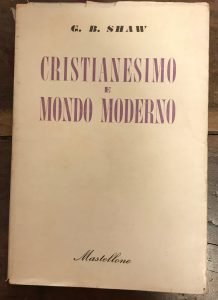 G. B. SHAW
CRISTIANESIMO
E
MONDO MODERNO
Mastellone